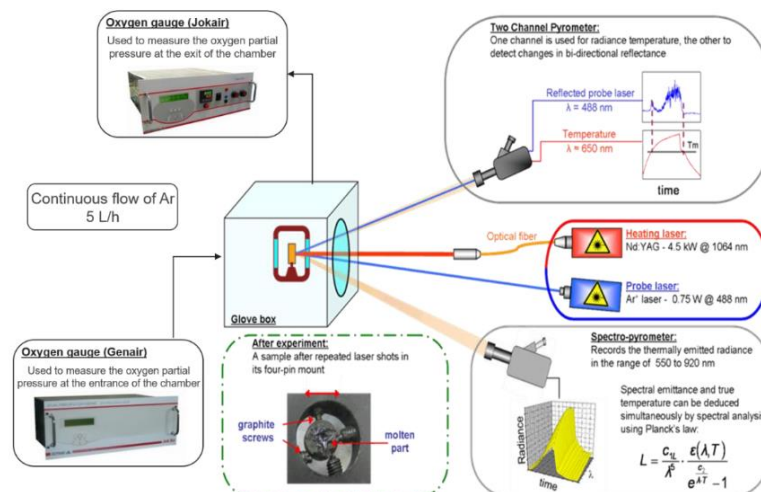 Oxygen gauge (Jokair)
Used to measure the oxygen partial
pressure at the exit of the chamber
Continuous flow of Ar
5 L/h
Oxygen gauge (Genair)
Used to measure the oxygen partial
pressure at the entrance of the chamber
Glove box
Two Channel Pyrometer:
One channel is used for radiance temperature, the other to
detect changes in bi-directional reflectance
Reflected probe laser
λ = 488 nm
Temperature
λ ≈ 650 nm
Tm
time
Optical fiber
Heating laser:
Nd:YAG - 4.5 kW @ 1064 nm
Probe laser:
Ar⁺ laser - 0.75 W @ 488 nm
After experiment:
A sample after repeated laser shots in
its four-pin mount
graphite
screws
molten
part
Spectro-pyrometer:
Records the thermally emitted radiance
in the range of 550 to 920 nm
Spectral emittance and true
temperature can be deduced
simultaneously by spectral analysis
using Planck's law:
Radiance
time
λ
L = c₁L/λ⁵ · ε(λ,T)/(e^(c₂/λT) − 1)